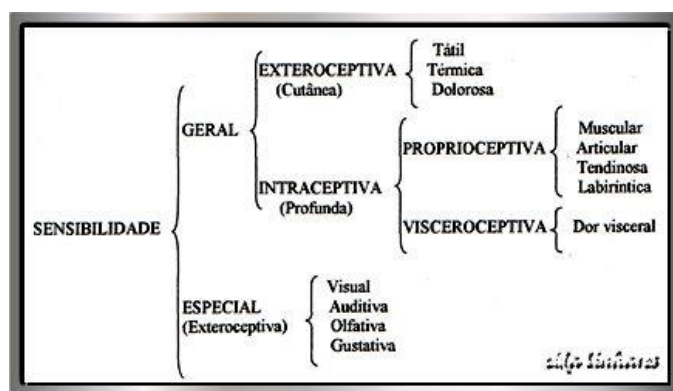 SENSIBILIDADE
GERAL
EXTEROCEPTIVA
(Cutânea)
Tátil
Térmica
Dolorosa
INTRACEPTIVA
(Profunda)
PROPRIOCEPTIVA
Muscular
Articular
Tendinosa
Labiríntica
VISCEROCEPTIVA
Dor visceral
ESPECIAL
(Exteroceptiva)
Visual
Auditiva
Olfativa
Gustativa